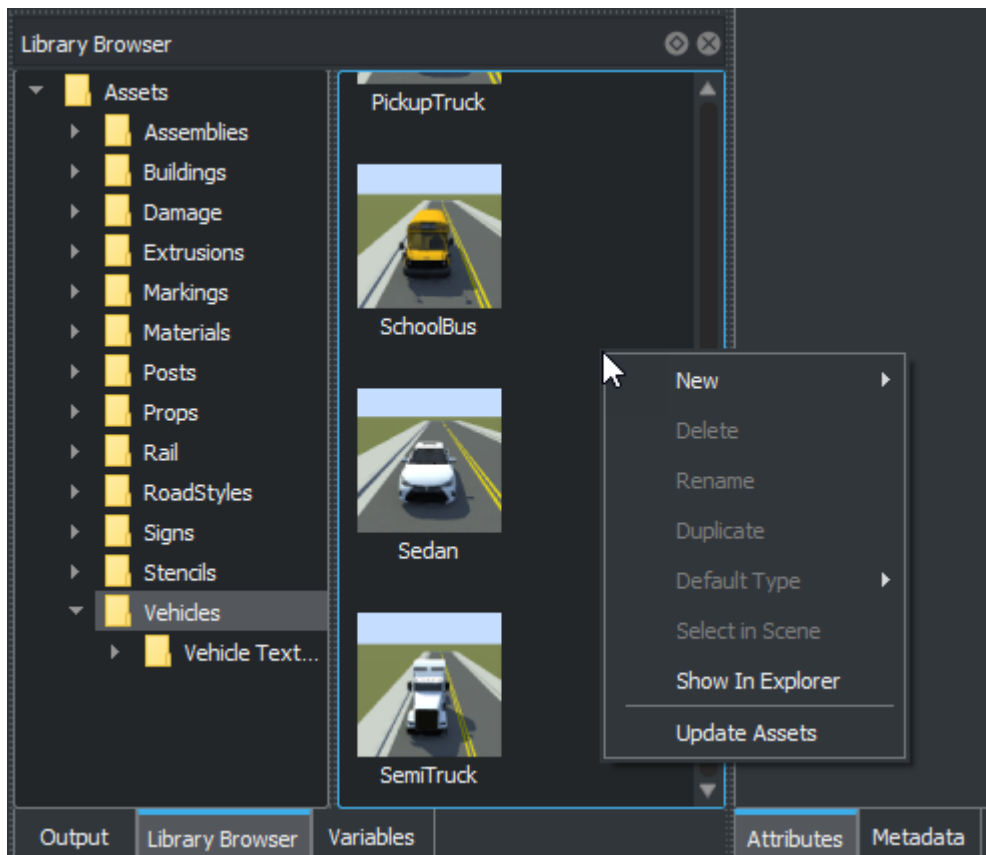 Library Browser
Assets
Assemblies
Buildings
Damage
Extrusions
Markings
Materials
Posts
Props
Rail
RoadStyles
Signs
Stencils
Vehicles
Vehicle Text...
PickupTruck
SchoolBus
Sedan
SemiTruck
New
Delete
Rename
Duplicate
Default Type
Select in Scene
Show In Explorer
Update Assets
Output
Library Browser
Variables
Attributes
Metadata